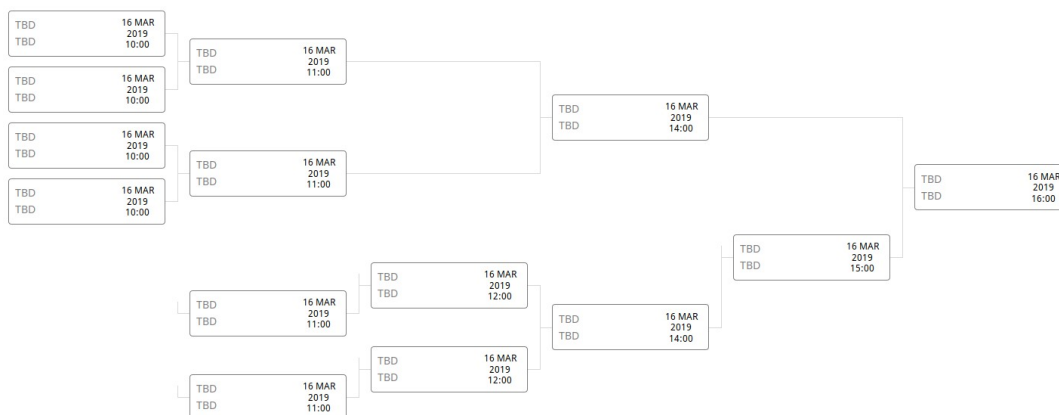 TBD 16 MAR
2019
TBD 10:00
TBD 16 MAR
2019
TBD 10:00
TBD 16 MAR
2019
TBD 10:00
TBD 16 MAR
2019
TBD 10:00
TBD 16 MAR
2019
TBD 11:00
TBD 16 MAR
2019
TBD 11:00
TBD 16 MAR
2019
TBD 11:00
TBD 16 MAR
2019
TBD 11:00
TBD 16 MAR
2019
TBD 12:00
TBD 16 MAR
2019
TBD 12:00
TBD 16 MAR
2019
TBD 14:00
TBD 16 MAR
2019
TBD 14:00
TBD 16 MAR
2019
TBD 15:00
TBD 16 MAR
2019
TBD 16:00